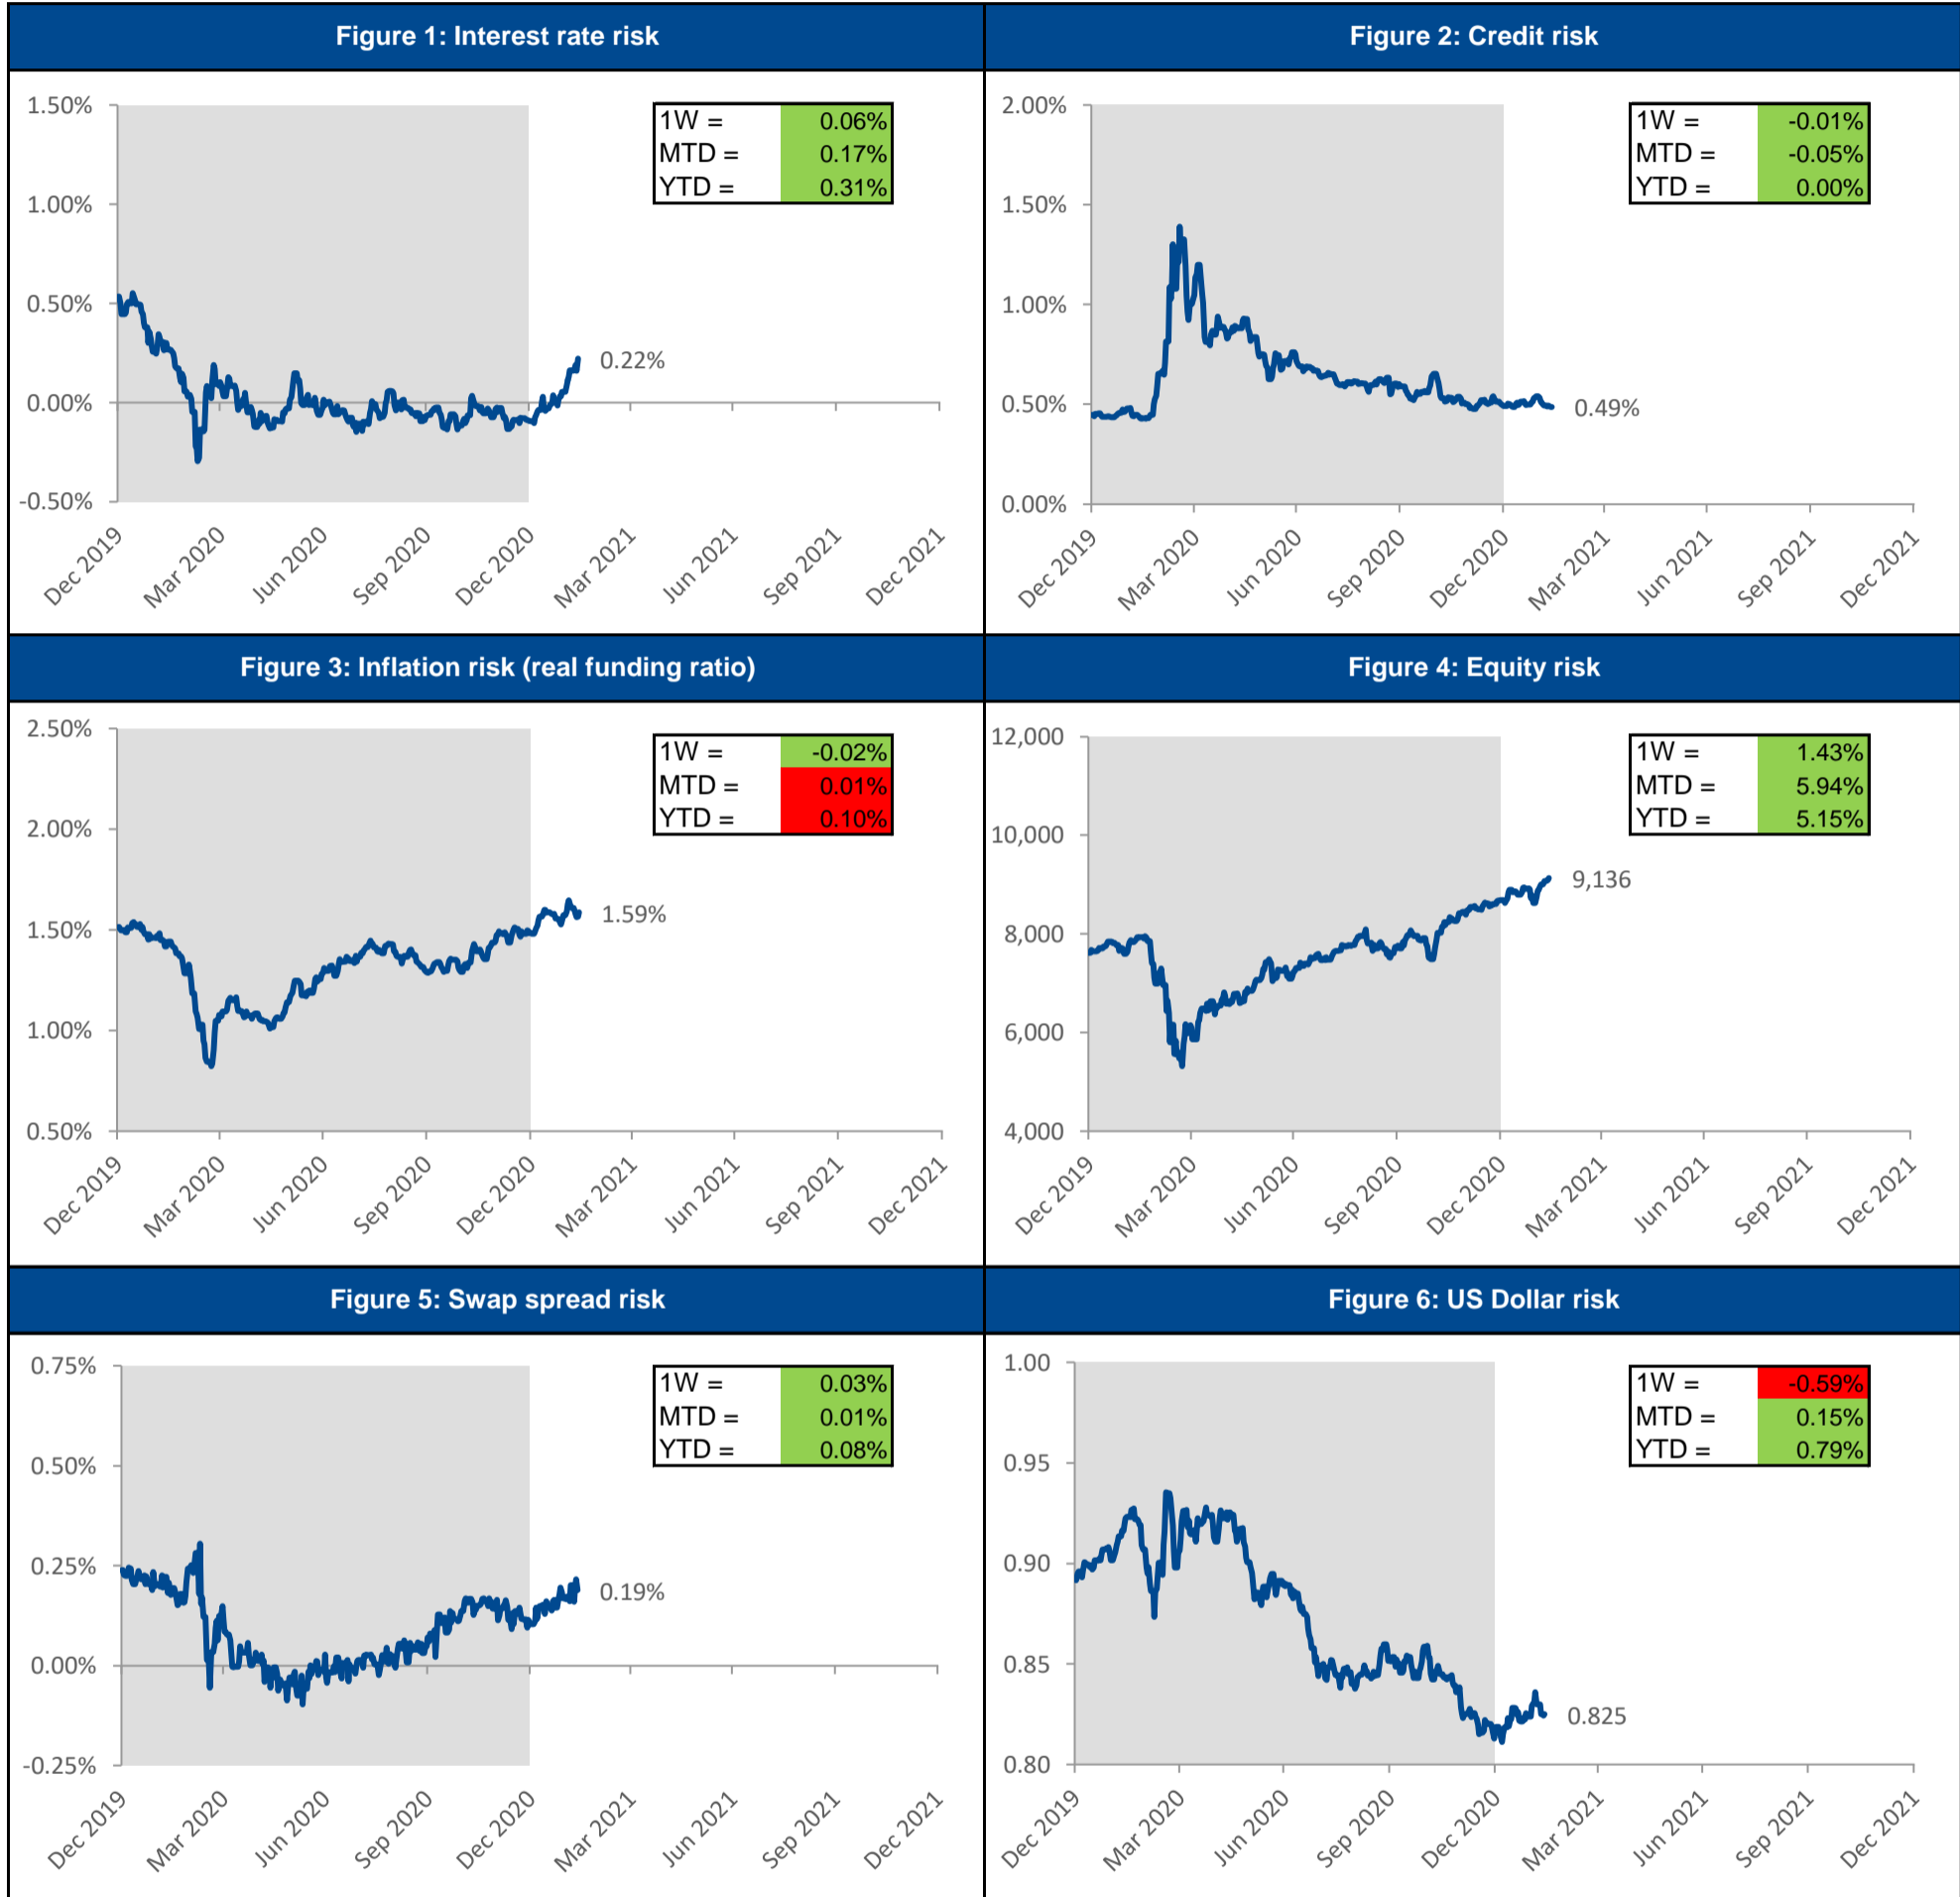 Figure 1: Interest rate risk
1.50%
1.00%
0.50%
0.00%
-0.50%
1W = 0.06%
MTD = 0.17%
YTD = 0.31%
0.22%
Dec 2019 Mar 2020 Jun 2020 Sep 2020 Dec 2020 Mar 2021 Jun 2021 Sep 2021 Dec 2021
Figure 2: Credit risk
2.00%
1.50%
1.00%
0.50%
0.00%
1W = -0.01%
MTD = -0.05%
YTD = 0.00%
0.49%
Dec 2019 Mar 2020 Jun 2020 Sep 2020 Dec 2020 Mar 2021 Jun 2021 Sep 2021 Dec 2021
Figure 3: Inflation risk (real funding ratio)
2.50%
2.00%
1.50%
1.00%
0.50%
1W = -0.02%
MTD = 0.01%
YTD = 0.10%
1.59%
Dec 2019 Mar 2020 Jun 2020 Sep 2020 Dec 2020 Mar 2021 Jun 2021 Sep 2021 Dec 2021
Figure 4: Equity risk
12,000
10,000
8,000
6,000
4,000
1W = 1.43%
MTD = 5.94%
YTD = 5.15%
9,136
Dec 2019 Mar 2020 Jun 2020 Sep 2020 Dec 2020 Mar 2021 Jun 2021 Sep 2021 Dec 2021
Figure 5: Swap spread risk
0.75%
0.50%
0.25%
0.00%
-0.25%
1W = 0.03%
MTD = 0.01%
YTD = 0.08%
0.19%
Dec 2019 Mar 2020 Jun 2020 Sep 2020 Dec 2020 Mar 2021 Jun 2021 Sep 2021 Dec 2021
Figure 6: US Dollar risk
1.00
0.95
0.90
0.85
0.80
1W = -0.59%
MTD = 0.15%
YTD = 0.79%
0.825
Dec 2019 Mar 2020 Jun 2020 Sep 2020 Dec 2020 Mar 2021 Jun 2021 Sep 2021 Dec 2021